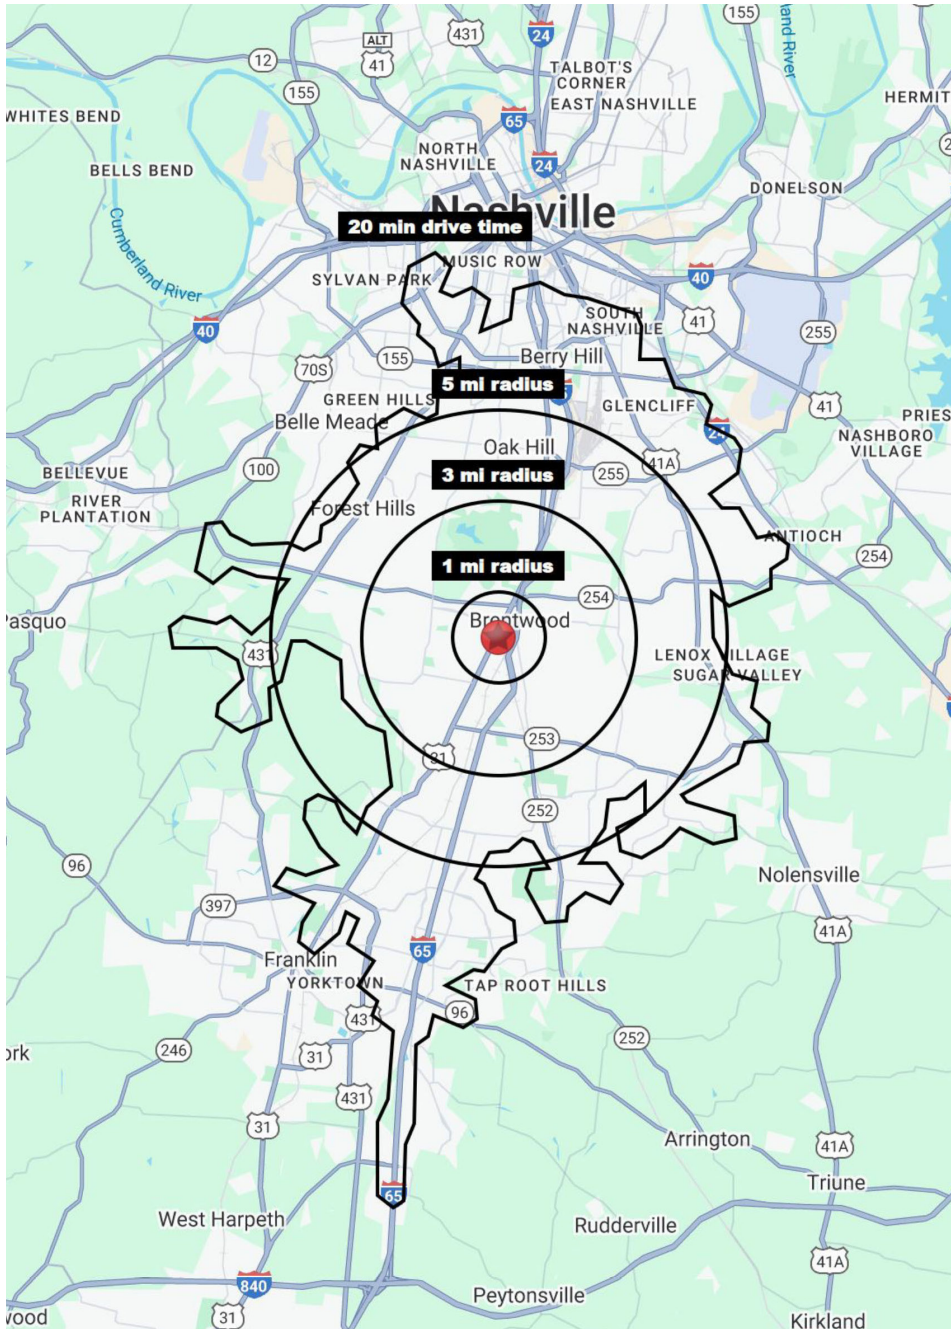 155
431
24
ALT
41
12
155
TALBOT'S
CORNER
EAST NASHVILLE
HERMIT
WHITES BEND
65
NORTH
NASHVILLE
24
BELLS BEND
DONELSON
Nashville
20 min drive time
Cumberland River
MUSIC ROW
SYLVAN PARK
40
40
SOUTH
NASHVILLE
41
255
155
Berry Hill
70S
5 mi radius
GREEN HILLS
GLENCLIFF
41
PRIES
Belle Meade
24
NASHBORO
VILLAGE
Oak Hill
BELLEVUE
100
3 mi radius
255
41A
RIVER
PLANTATION
Forest Hills
ANTIOCH
254
1 mi radius
254
Pasquo
Brentwood
431
LENOX VILLAGE
SUGAR VALLEY
253
31
252
96
Nolensville
397
41A
65
Franklin
YORKTOWN
TAP ROOT HILLS
96
431
252
246
ork
31
431
31
Arrington
41A
Triune
65
West Harpeth
Rudderville
41A
840
Peytonsville
31
wood
Kirkland